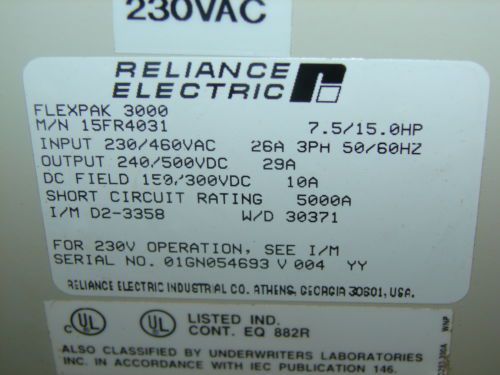 230VAC
RELIANCE
ELECTRIC
FLEXPAK 3000
M/N 15FR4031 7.5/15.0HP
INPUT 230/460VAC 26A 3PH 50/60HZ
OUTPUT 240/500VDC 29A
DC FIELD 150/300VDC 10A
SHORT CIRCUIT RATING 5000A
I/M D2-3358 W/D 30371
FOR 230V OPERATION, SEE I/M
SERIAL NO. 01GN054693 V 004 YY
RELIANCE ELECTRIC INDUSTRIAL CO. ATHENS, GEORGIA 30601, USA.
C UL UL LISTED IND.
CONT. EQ 882R
ALSO CLASSIFIED BY UNDERWRITERS LABORATORIES
IN ACCORDANCE WITH IEC PUBLICATION 146.